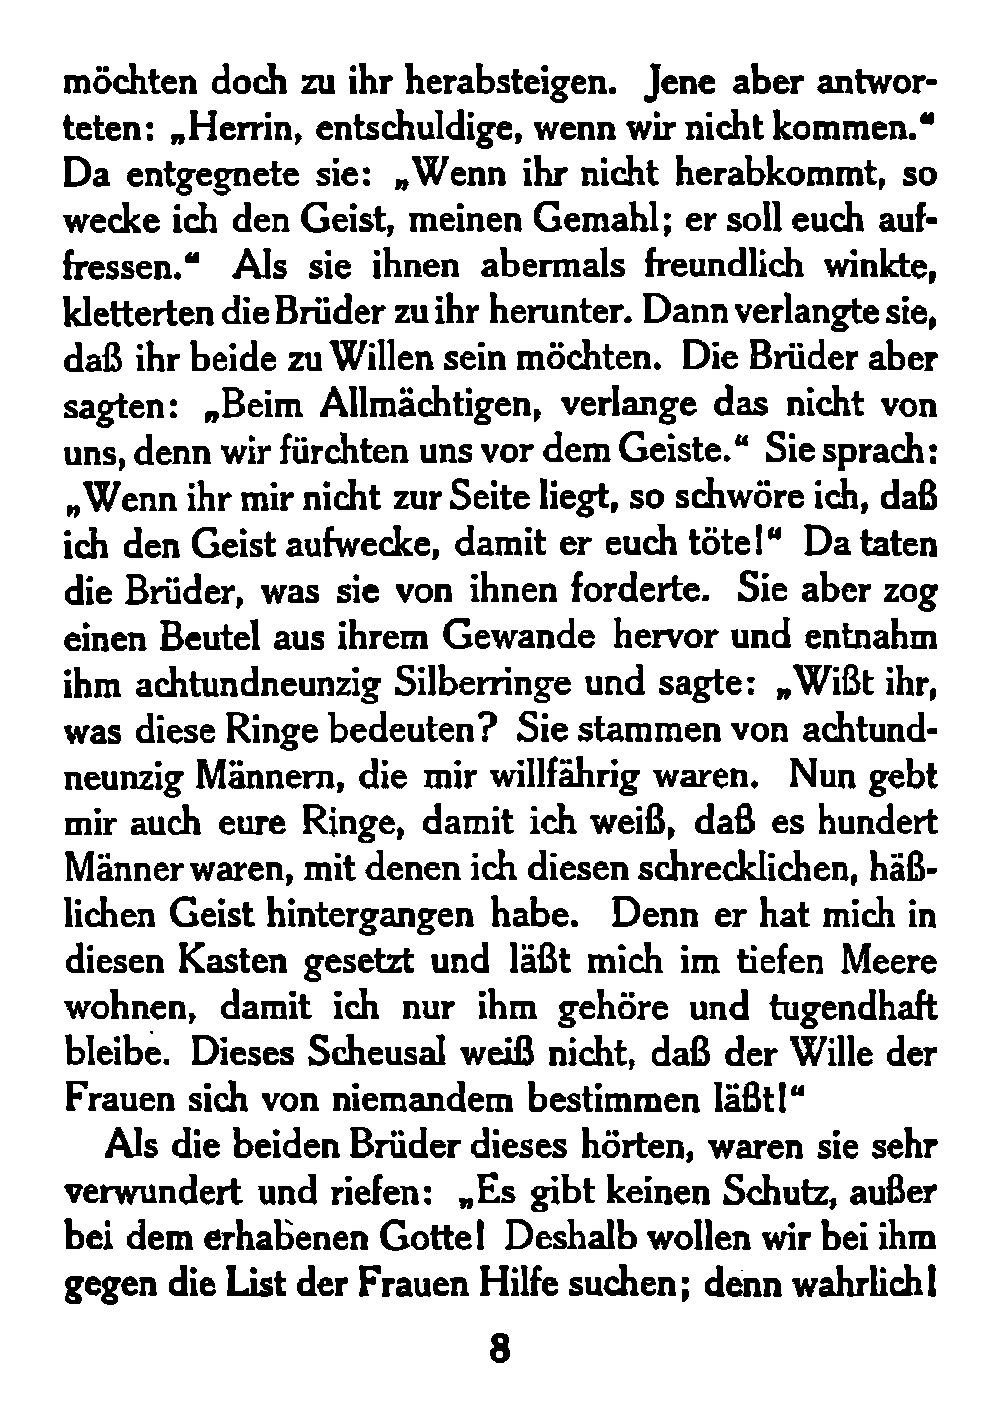 möchten doch zu ihr herabsteigen. Jene aber antwor-
teten: „Herrin, entschuldige, wenn wir nicht kommen.“
Da entgegnete sie: „Wenn ihr nicht herabkommt, so
wecke ich den Geist, meinen Gemahl; er soll euch auf-
fressen.“ Als sie ihnen abermals freundlich winkte,
kletterten die Brüder zu ihr herunter. Dann verlangte sie,
daß ihr beide zu Willen sein möchten. Die Brüder aber
sagten: „Beim Allmächtigen, verlange das nicht von
uns, denn wir fürchten uns vor dem Geiste.“ Sie sprach:
„Wenn ihr mir nicht zur Seite liegt, so schwöre ich, daß
ich den Geist aufwecke, damit er euch töte!“ Da taten
die Brüder, was sie von ihnen forderte. Sie aber zog
einen Beutel aus ihrem Gewande hervor und entnahm
ihm achtundneunzig Silberringe und sagte: „Wißt ihr,
was diese Ringe bedeuten? Sie stammen von achtund-
neunzig Männern, die mir willfährig waren. Nun gebt
mir auch eure Ringe, damit ich weiß, daß es hundert
Männer waren, mit denen ich diesen schrecklichen, häß-
lichen Geist hintergangen habe. Denn er hat mich in
diesen Kasten gesetzt und läßt mich im tiefen Meere
wohnen, damit ich nur ihm gehöre und tugendhaft
bleibe. Dieses Scheusal weiß nicht, daß der Wille der
Frauen sich von niemandem bestimmen läßt!“
Als die beiden Brüder dieses hörten, waren sie sehr
verwundert und riefen: „Es gibt keinen Schutz, außer
bei dem erhabenen Gotte! Deshalb wollen wir bei ihm
gegen die List der Frauen Hilfe suchen; denn wahrlich!
8